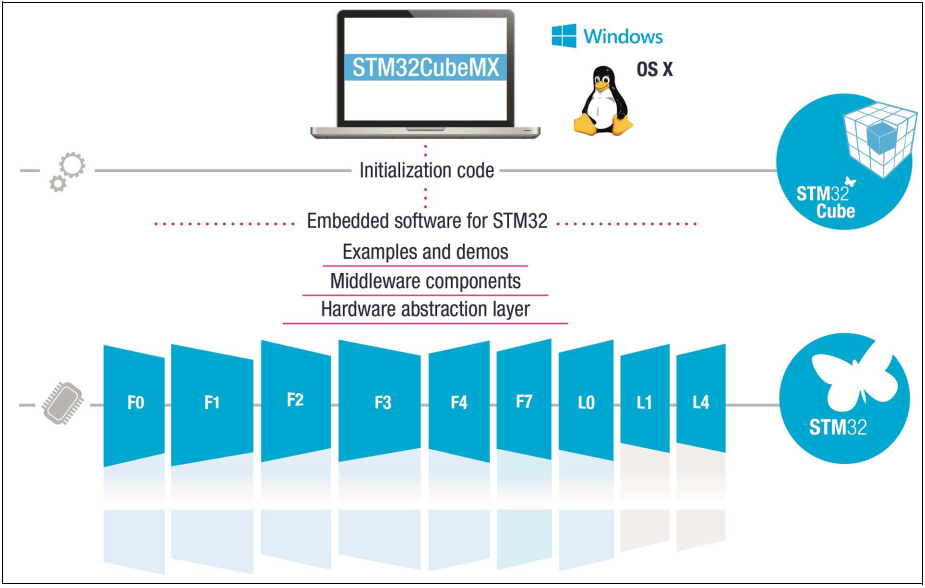 STM32CubeMX
Windows
OS X
Initialization code
STM32
Cube
Embedded software for STM32
Examples and demos
Middleware components
Hardware abstraction layer
F0
F1
F2
F3
F4
F7
L0
L1
L4
STM32